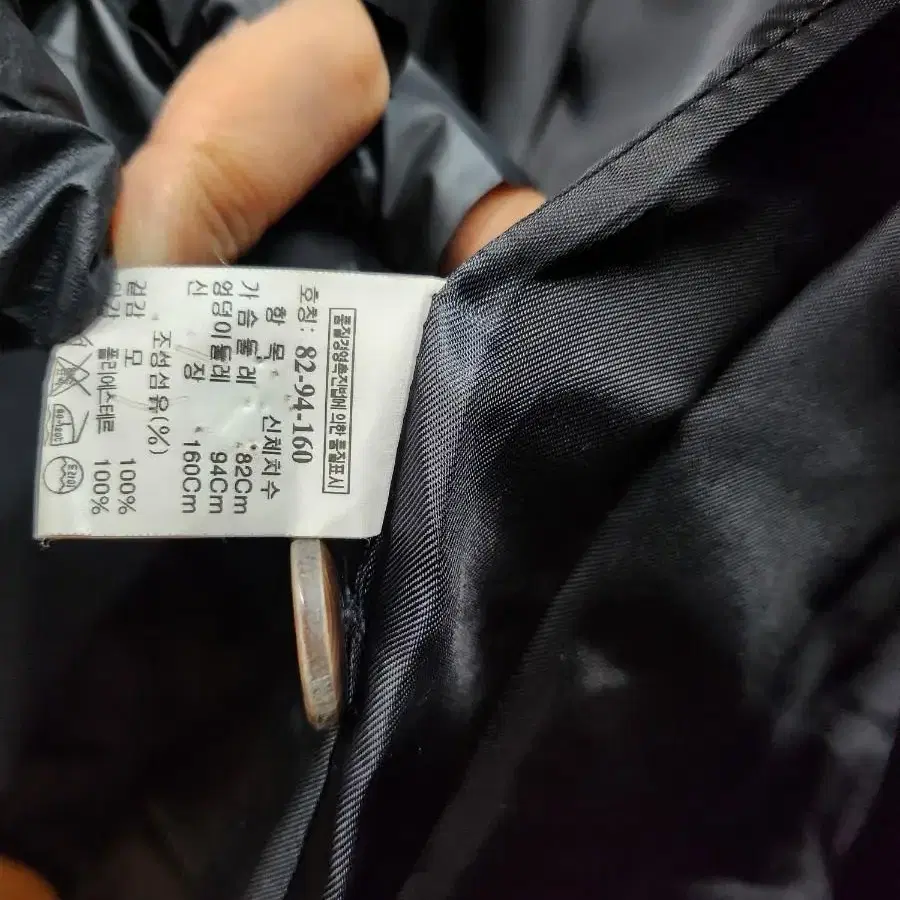 품질경영촉진법에 의한 품질표시
호칭: 82-94-160
항 목 신체치수
가슴둘레 82Cm
엉덩이둘레 94Cm
신 장 160Cm
조성섬유(%)
겉감 모 100%
안감 폴리에스테르 100%